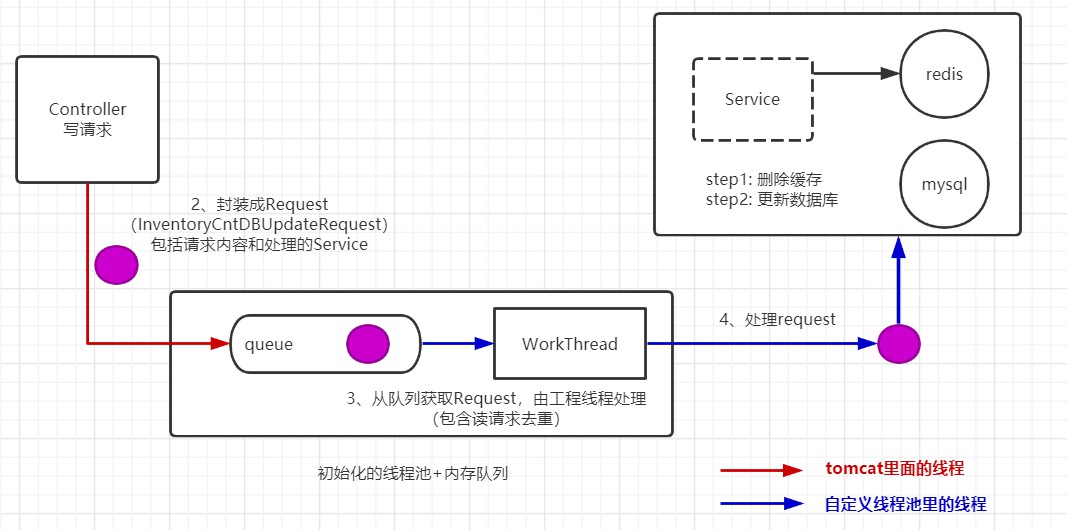 Controller
写请求
2、封装成Request
（InventoryCntDBUpdateRequest）
包括请求内容和处理的Service
queue
WorkThread
3、从队列获取Request，由工程线程处理
（包含读请求去重）
初始化的线程池+内存队列
4、处理request
Service
redis
mysql
step1: 删除缓存
step2: 更新数据库
tomcat里面的线程
自定义线程池里的线程